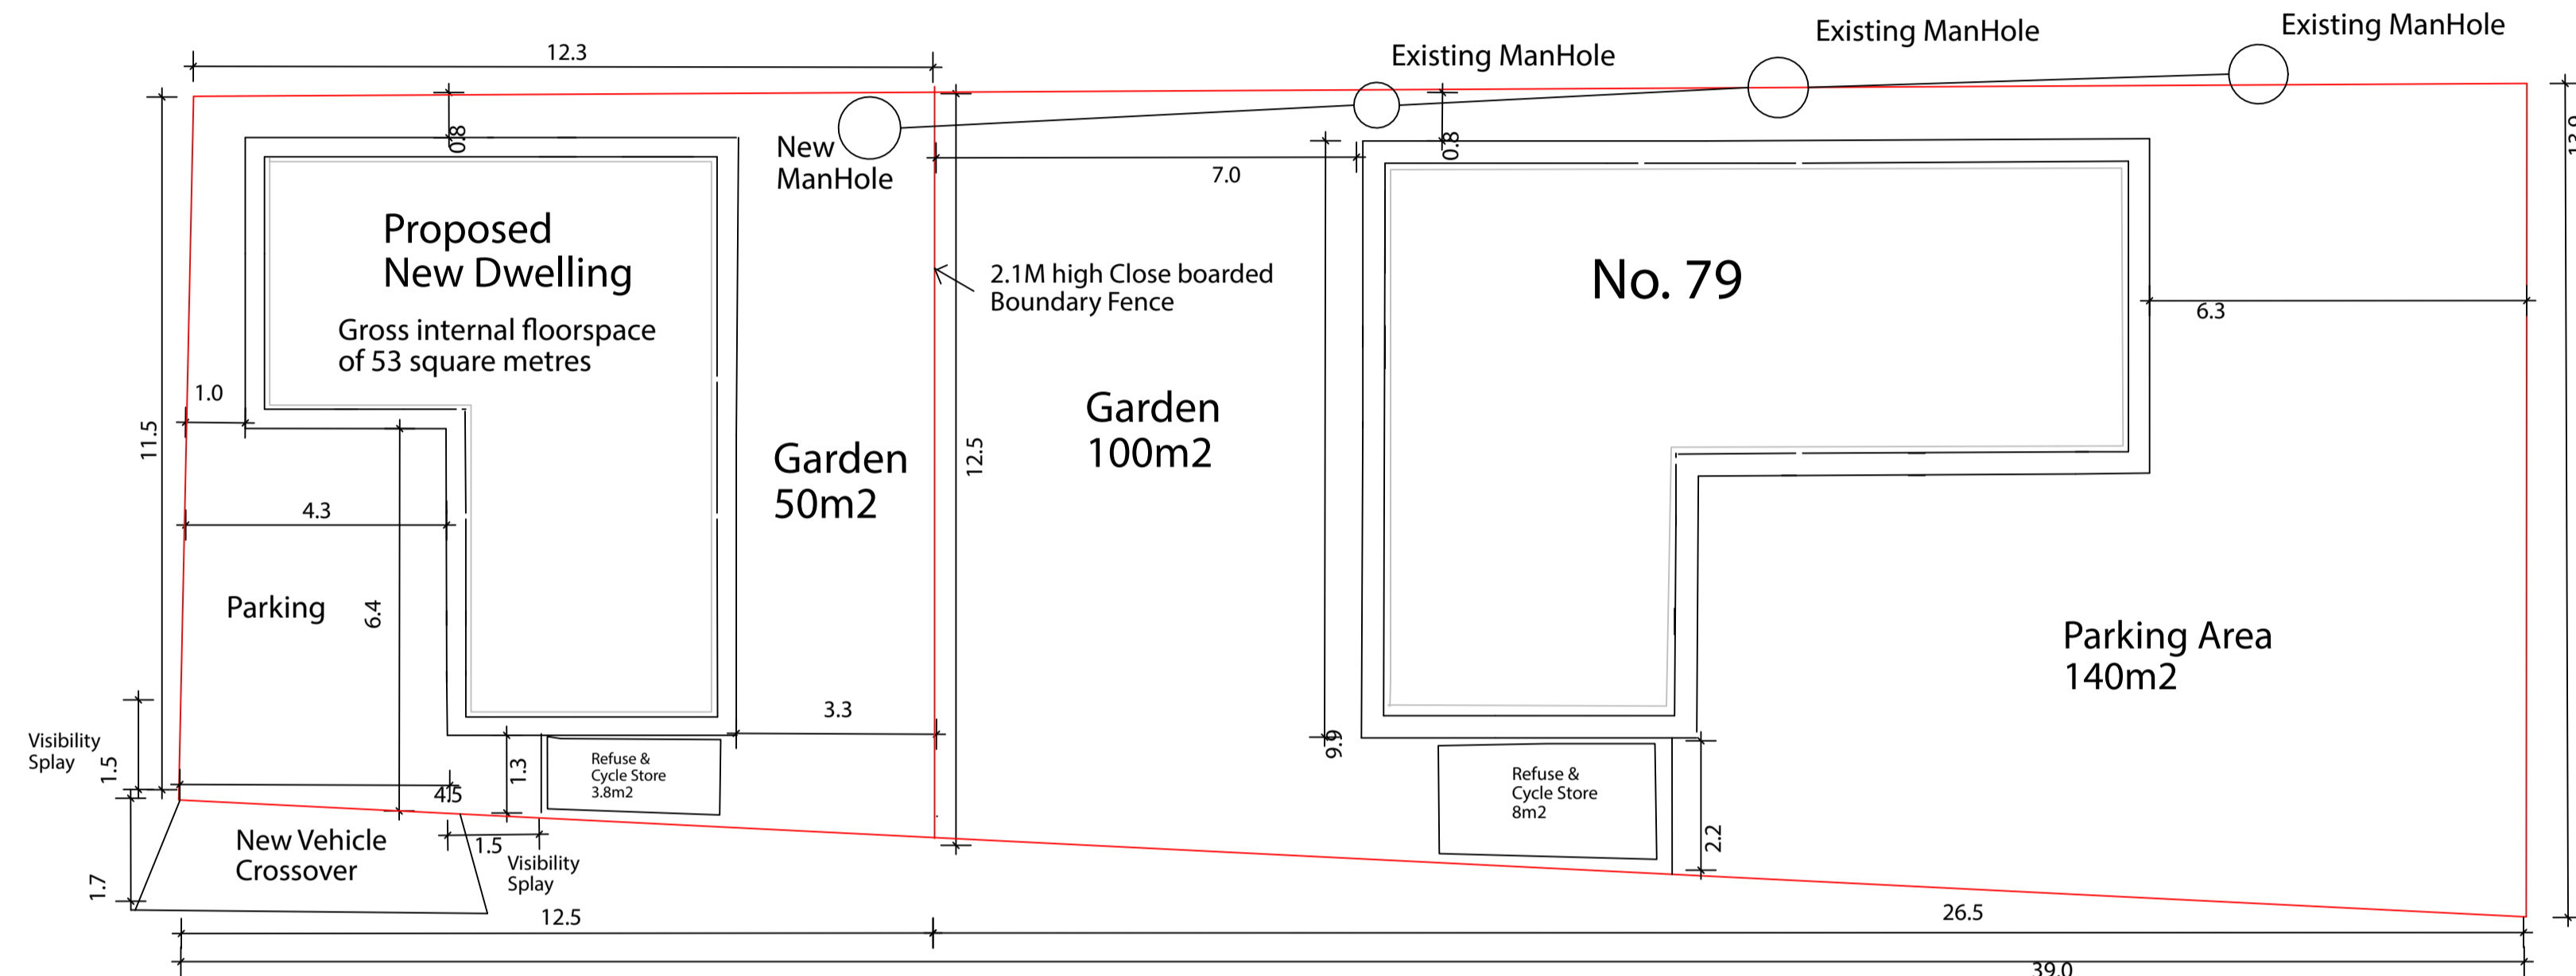 Existing ManHole
Existing ManHole
Existing ManHole
12.3
0.8
New
ManHole
7.0
0.8
13.9
Proposed
New Dwelling
Gross internal floorspace
of 53 square metres
2.1M high Close boarded
Boundary Fence
No. 79
6.3
1.0
11.5
Garden
50m2
12.5
Garden
100m2
4.3
Parking
6.4
Parking Area
140m2
3.3
Visibility
Splay
1.5
4.5
1.3
Refuse &
Cycle Store
3.8m2
9.9
Refuse &
Cycle Store
8m2
2.2
New Vehicle
Crossover
1.5
Visibility
Splay
1.7
12.5
26.5
39.0